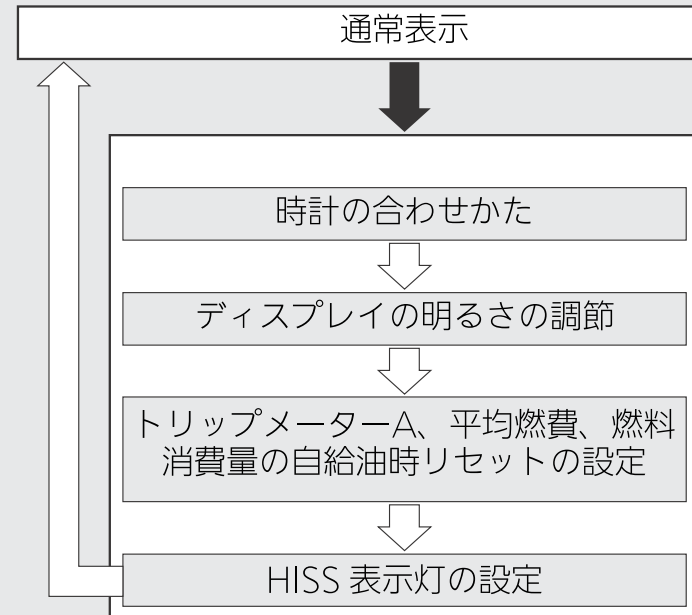 通常表示
時計の合わせかた
ディスプレイの明るさの調節
トリップメーターA、平均燃費、燃料
消費量の自給油時リセットの設定
HISS 表示灯の設定